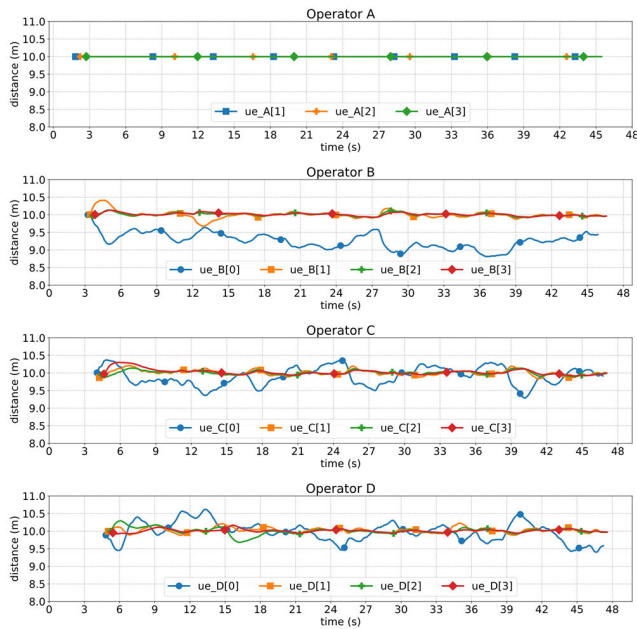 Operator A
11.0
10.5
10.0
9.5
9.0
8.5
8.0
distance (m)
ue_A[1] ue_A[2] ue_A[3]
0 3 6 9 12 15 18 21 24 27 30 33 36 39 42 45 48
time (s)
Operator B
11.0
10.5
10.0
9.5
9.0
8.5
8.0
distance (m)
ue_B[0] ue_B[1] ue_B[2] ue_B[3]
0 3 6 9 12 15 18 21 24 27 30 33 36 39 42 45 48
time (s)
Operator C
11.0
10.5
10.0
9.5
9.0
8.5
8.0
distance (m)
ue_C[0] ue_C[1] ue_C[2] ue_C[3]
0 3 6 9 12 15 18 21 24 27 30 33 36 39 42 45 48
time (s)
Operator D
11.0
10.5
10.0
9.5
9.0
8.5
8.0
distance (m)
ue_D[0] ue_D[1] ue_D[2] ue_D[3]
0 3 6 9 12 15 18 21 24 27 30 33 36 39 42 45 48
time (s)